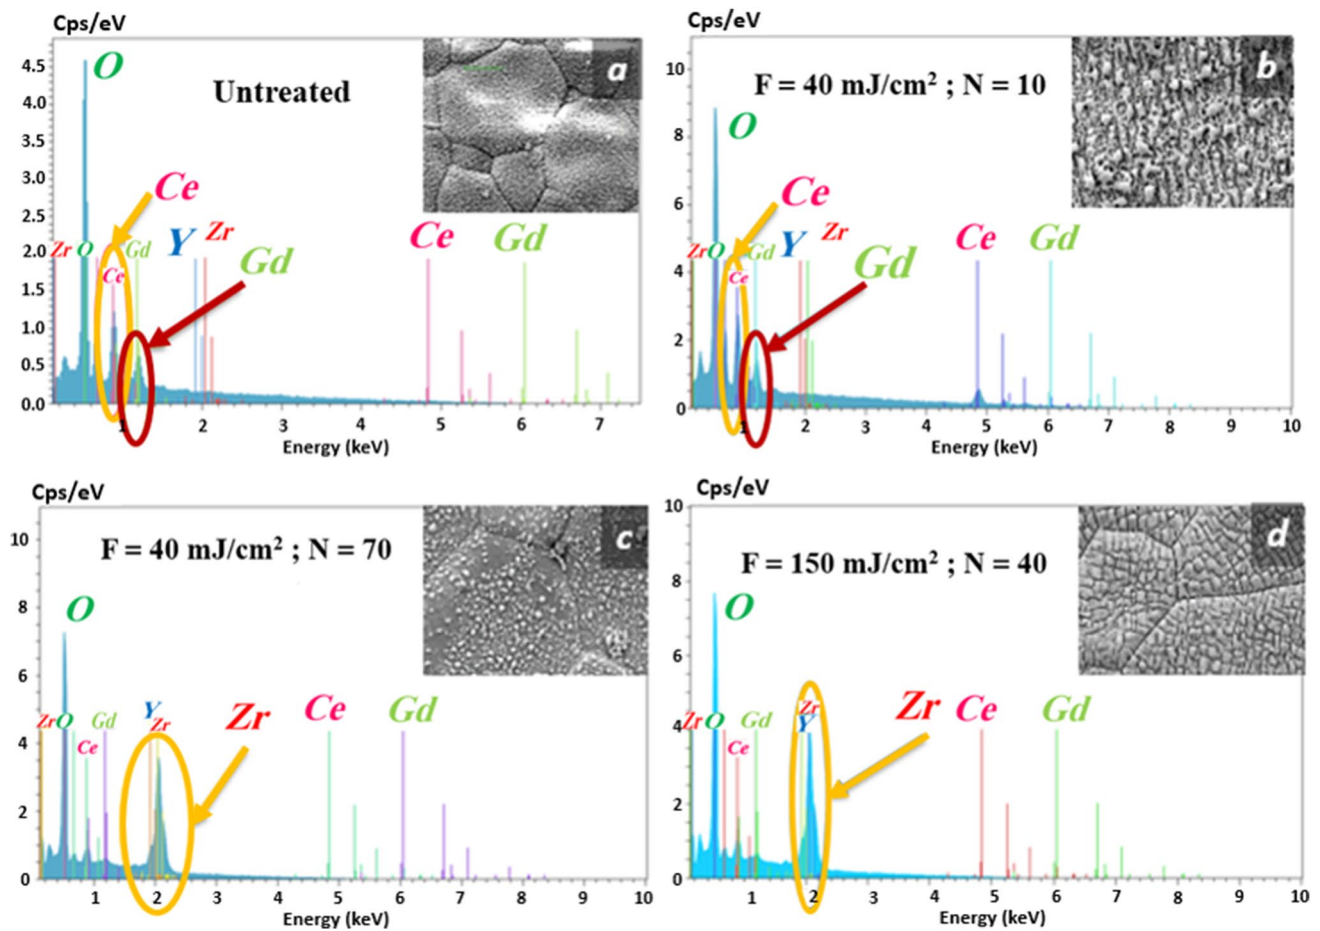 Cps/eV
a
Untreated
O
4.5
4.0
3.5
3.0
2.5
2.0
1.5
1.0
0.5
0.0
Ce
Zr O Gd Y Zr
Ce
Gd
Ce Gd
1 2 3 4 5 6 7
Energy (keV)
Cps/eV
b
F = 40 mJ/cm² ; N = 10
O
10
8
6
4
2
0
Ce
Zr O Gd Y Zr
Ce
Gd
Ce Gd
1 2 3 4 5 6 7 8 9 10
Energy (keV)
Cps/eV
c
F = 40 mJ/cm² ; N = 70
O
10
8
6
4
2
0
Zr O Gd Y Zr
Ce
Zr
Ce Gd
1 2 3 4 5 6 7 8 9 10
Energy (keV)
Cps/eV
d
F = 150 mJ/cm² ; N = 40
O
10
8
6
4
2
0
Zr O Gd Zr
Ce Y
Zr Ce Gd
1 2 3 4 5 6 7 8 9 10
Energy (keV)